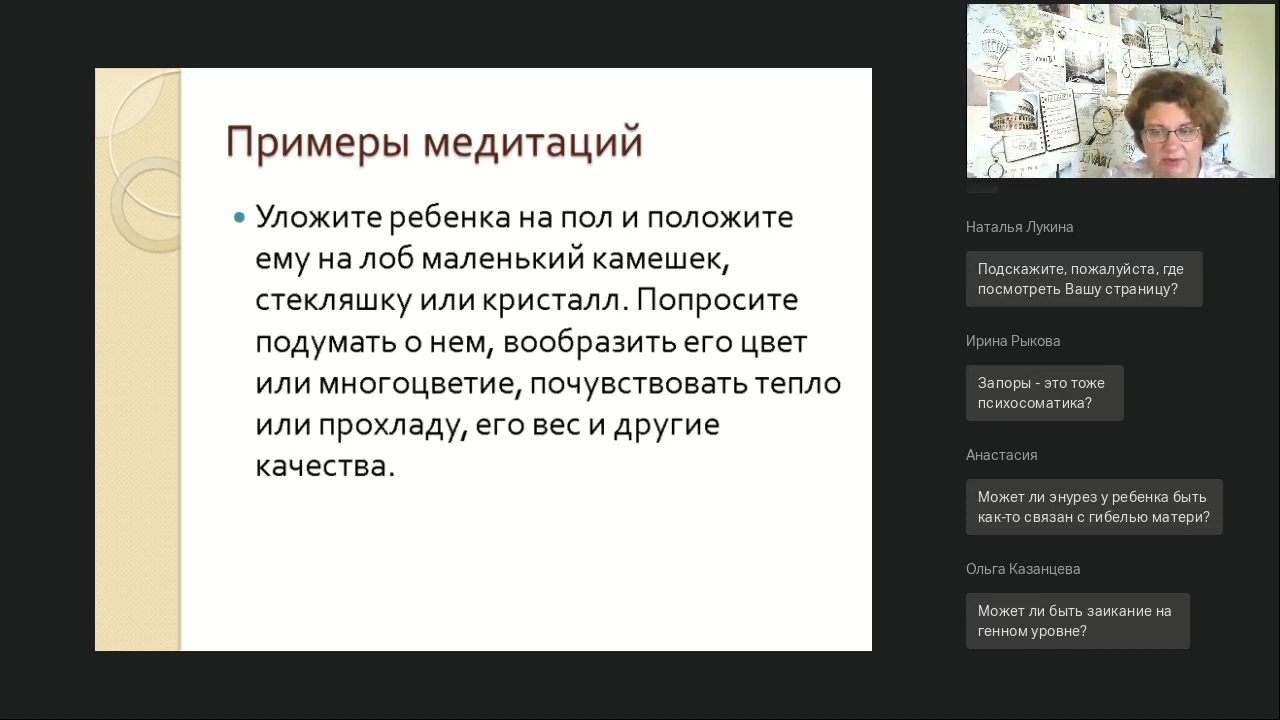 Примеры медитаций
Уложите ребенка на пол и положите
ему на лоб маленький камешек,
стекляшку или кристалл. Попросите
подумать о нем, вообразить его цвет
или многоцветие, почувствовать тепло
или прохладу, его вес и другие
качества.
Наталья Лукина
Подскажите, пожалуйста, где
посмотреть Вашу страницу?
Ирина Рыкова
Запоры - это тоже
психосоматика?
Анастасия
Может ли энурез у ребенка быть
как-то связан с гибелью матери?
Ольга Казанцева
Может ли быть заикание на
генном уровне?